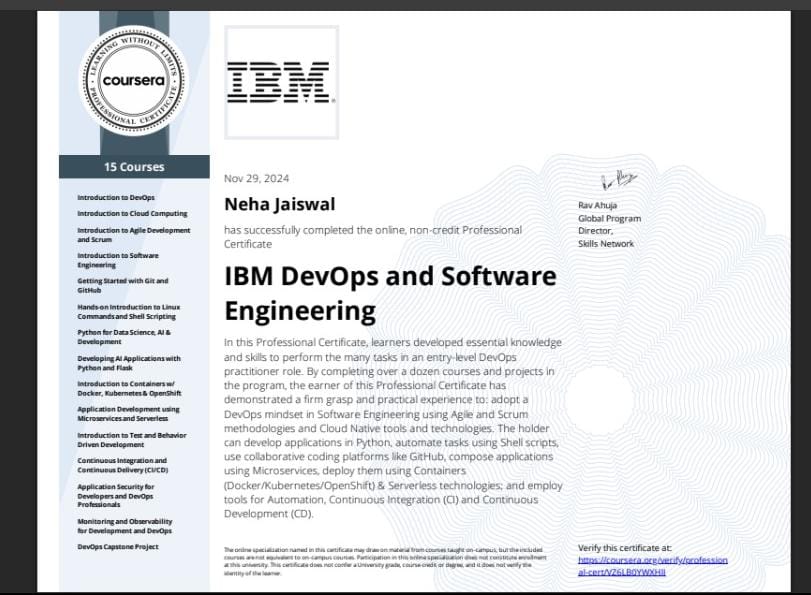 LEARNING WITHOUT LIMITS
coursera
PROFESSIONAL CERTIFICATE
15 Courses
Introduction to DevOps
Introduction to Cloud Computing
Introduction to Agile Development
and Scrum
Introduction to Software
Engineering
Getting Started with Git and
GitHub
Hands-on Introduction to Linux
Commands and Shell Scripting
Python for Data Science, AI &
Development
Developing AI Applications with
Python and Flask
Introduction to Containers w/
Docker, Kubernetes & OpenShift
Application Development using
Microservices and Serverless
Introduction to Test and Behavior
Driven Development
Continuous Integration and
Continuous Delivery (CI/CD)
Application Security for
Developers and DevOps
Professionals
Monitoring and Observability
for Development and DevOps
DevOps Capstone Project
IBM
Nov 29, 2024
Neha Jaiswal
has successfully completed the online, non-credit Professional
Certificate
IBM DevOps and Software
Engineering
In this Professional Certificate, learners developed essential knowledge
and skills to perform the many tasks in an entry-level DevOps
practitioner role. By completing over a dozen courses and projects in
the program, the earner of this Professional Certificate has
demonstrated a firm grasp and practical experience to: adopt a
DevOps mindset in Software Engineering using Agile and Scrum
methodologies and Cloud Native tools and technologies. The holder
can develop applications in Python, automate tasks using Shell scripts,
use collaborative coding platforms like GitHub, compose applications
using Microservices, deploy them using Containers
(Docker/Kubernetes/OpenShift) & Serverless technologies; and employ
tools for Automation, Continuous Integration (CI) and Continuous
Development (CD).
The online specialization named in this certificate may draw on material from courses taught on-campus, but the included
courses are not equivalent to on-campus courses. Participation in this online specialization does not constitute enrollment
at this university. This certificate does not confer a University grade, course credit or degree, and it does not verify the
identity of the learner.
Rav Ahuja
Global Program
Director,
Skills Network
Verify this certificate at:
https://coursera.org/verify/profession
al-cert/VZ6LB0YWXHII